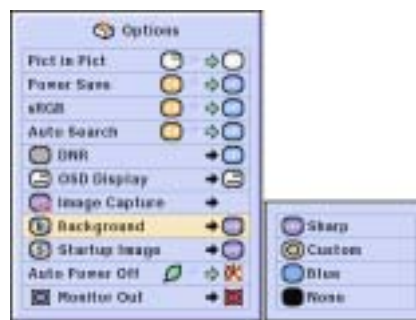 Options
Pict in Pict
Power Save
sRGB
Auto Search
DNR
OSD Display
Image Capture
Background
Startup Image
Auto Power Off
Monitor Out
Sharp
Custom
Blue
None